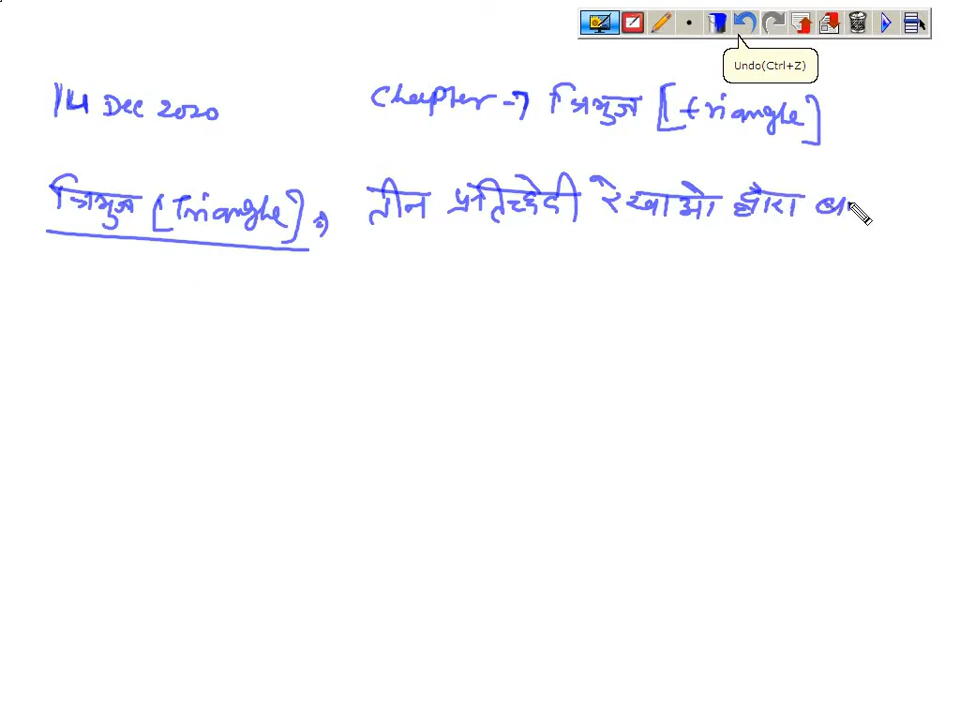 Undo(Ctrl+Z)
14 Dec 2020 Chapter-7 त्रिभुज [triangle]
त्रिभुज [Triangle] ⇒ तीन प्रतिच्छेदी रेखाओ द्वारा